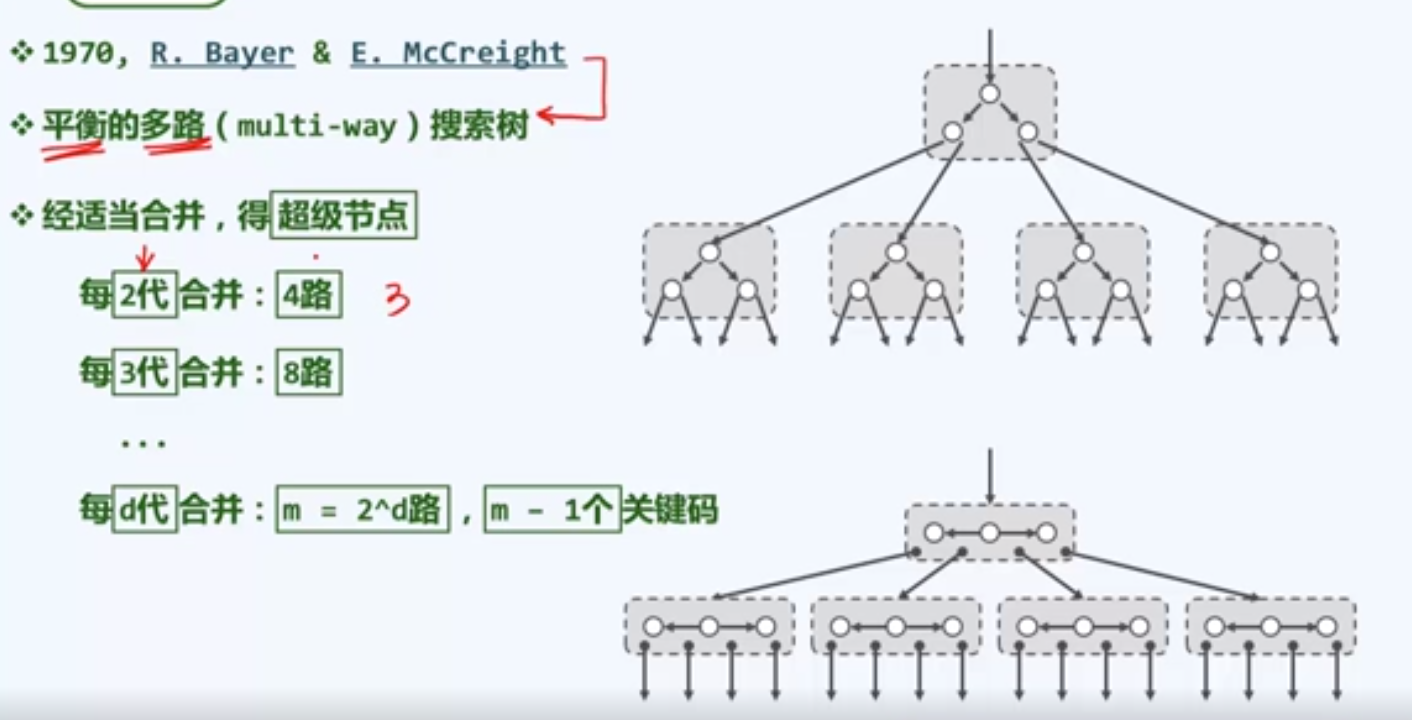 ❖ 1970, R. Bayer & E. McCreight
❖ 平衡的多路（multi-way）搜索树
❖ 经适当合并，得超级节点
每2代合并：4路 3
每3代合并：8路
...
每d代合并：m = 2^d路，m - 1个关键码